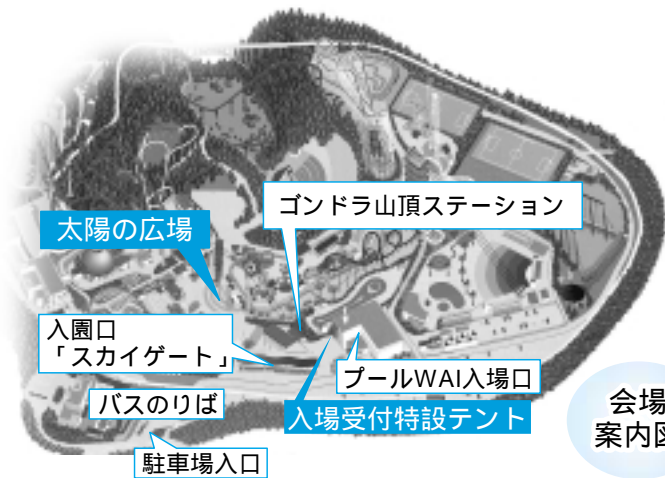 ゴンドラ山頂ステーション
太陽の広場
入園口
「スカイゲート」
プールWAI入場口
バスのりば
入場受付特設テント
駐車場入口
会場
案内図